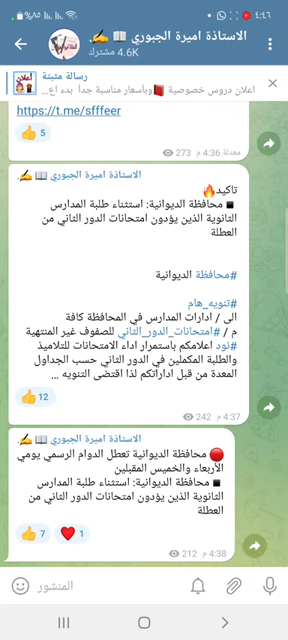 ٤:٤٦
٨٥%
الاستاذة اميرة الجبوري 📖 ✍️.
4.6K مشترك
رسالة مثبتة
اعلان دروس خصوصية 📕 وبأسعار مناسبة جداً بدء اع...
https://t.me/sfffeer
👍 5
معدلة 4:36 م 273
الاستاذة اميرة الجبوري 📖 ✍️.
تاكيد🔥
◾ محافظة الديوانية: استثناء طلبة المدارس
الثانوية الذين يؤدون امتحانات الدور الثاني من
العطلة
#محافظة الديوانية
#تنويه_هام
الى / ادارات المدارس في المحافظة كافة
م / #امتحانات_الدور_الثاني للصفوف غير المنتهية
#نود اعلامكم باستمرار اداء الامتحانات للتلاميذ
والطلبة المكملين في الدور الثاني حسب الجداول
المعدة من قبل اداراتكم لذا اقتضى التنويه ...
👍 12
4:37 م 242
الاستاذة اميرة الجبوري 📖 ✍️.
🔴 محافظة الديوانية تعطل الدوام الرسمي يومي
الأربعاء والخميس المقبلين
◾ محافظة الديوانية: استثناء طلبة المدارس
الثانوية الذين يؤدون امتحانات الدور الثاني من
العطلة
👍 7 ❤️ 1
4:38 م 212
المنشور